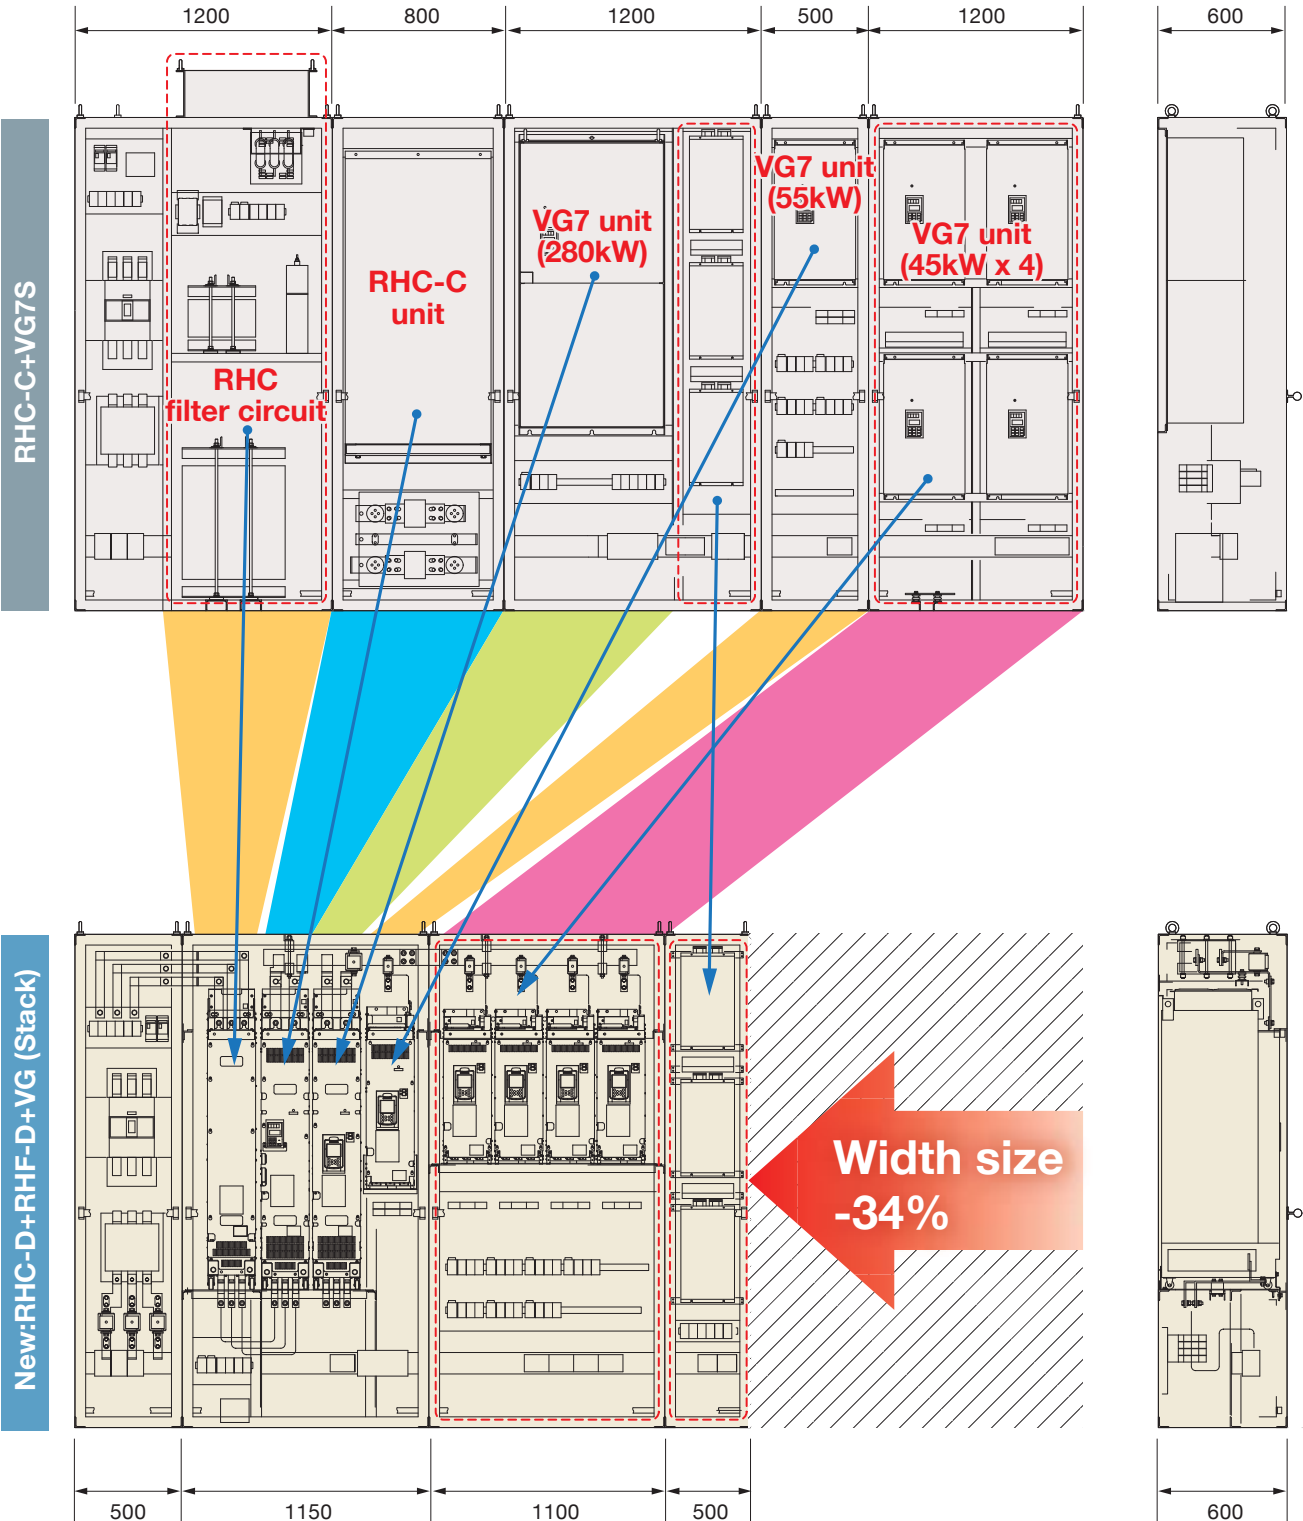 1200
800
1200
500
1200
600
RHC-C+VG7S
RHC
filter circuit
RHC-C
unit
VG7 unit
(280kW)
VG7 unit
(55kW)
VG7 unit
(45kW x 4)
New:RHC-D+RHF-D+VG (Stack)
Width size
-34%
500
1150
1100
500
600